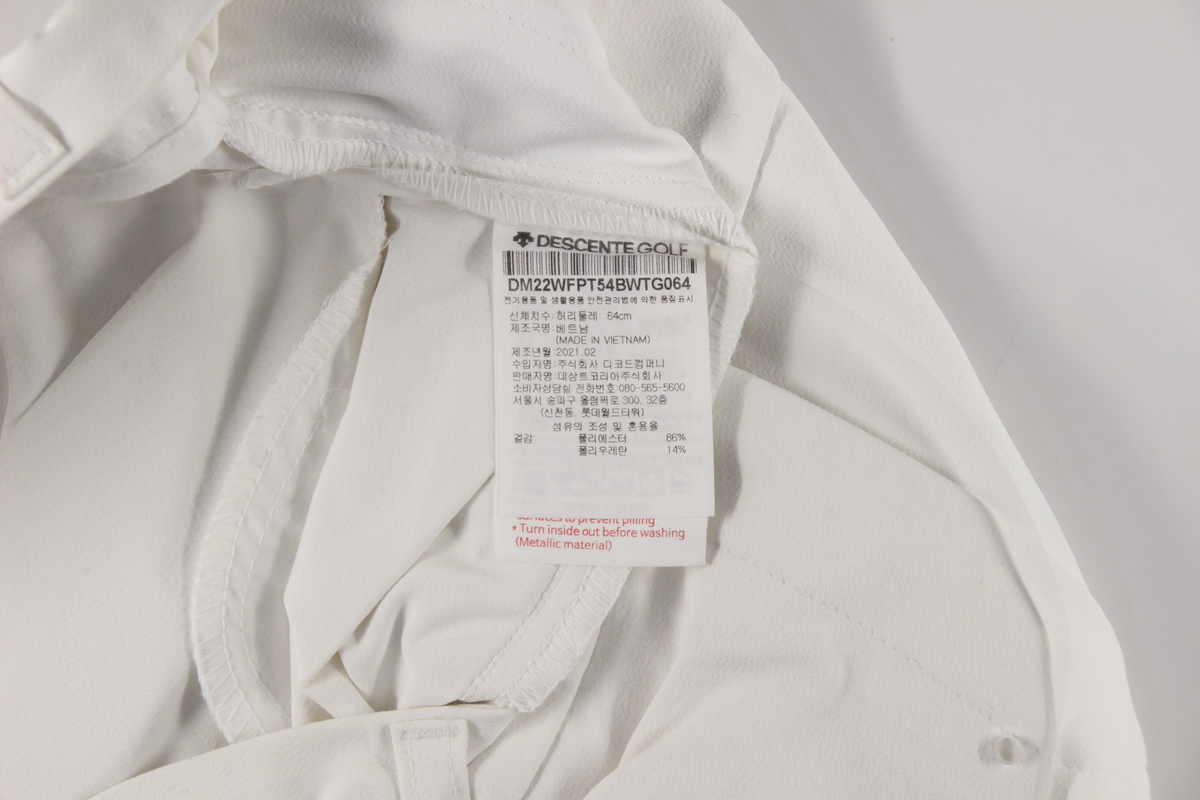 DESCENTE GOLF
DM22WFPT54BWTG064
전기용품 및 생활용품 안전관리법에 의한 품질표시
신체치수:허리둘레: 64cm
제조국명:베트남
(MADE IN VIETNAM)
제조년월:2021.02
수입자명:주식회사 디코드컴퍼니
판매자명:데상트코리아주식회사
소비자상담실 전화번호:080-565-5600
서울시 송파구 올림픽로 300, 32층
(신천동, 롯데월드타워)
섬유의 조성 및 혼용율
겉감: 폴리에스터 86%
폴리우레탄 14%
surfaces to prevent pilling
* Turn inside out before washing
(Metallic material)